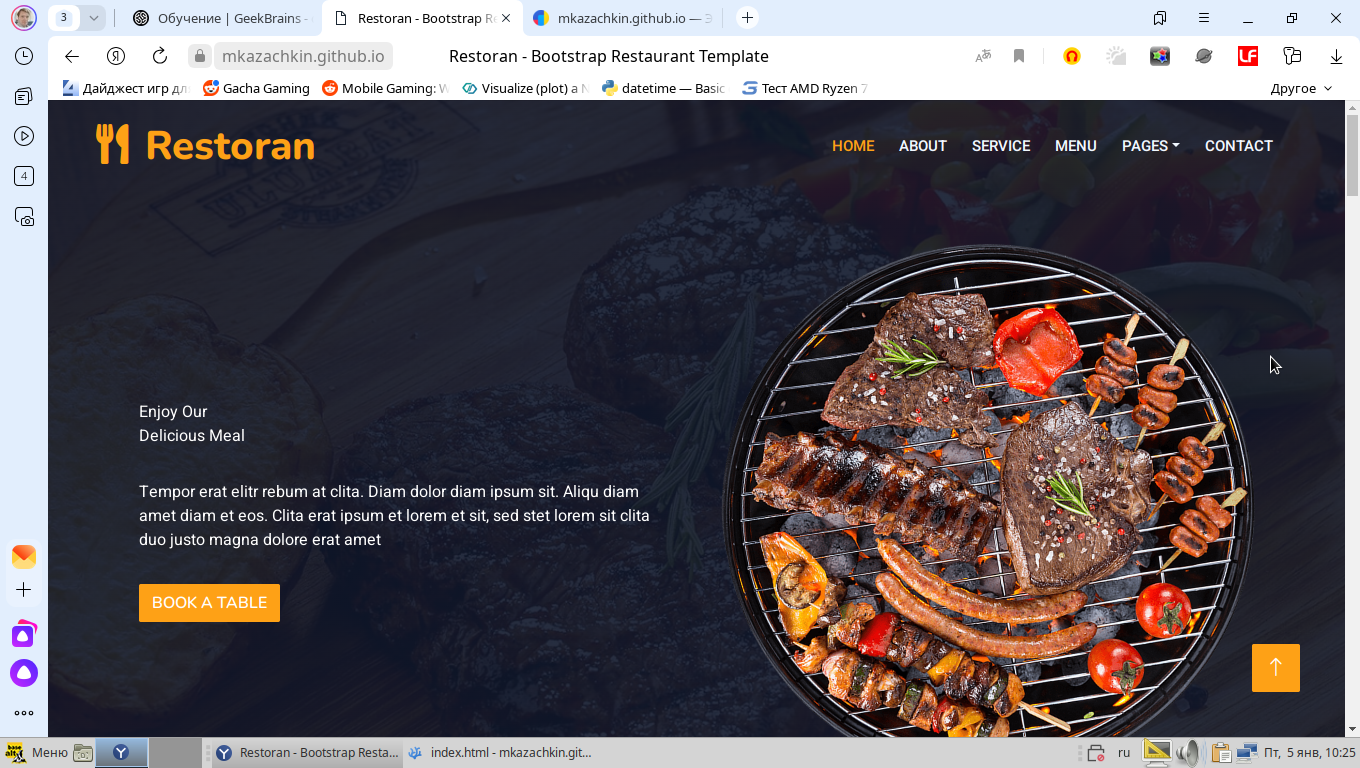 3
Обучение | GeekBrains -
Restoran - Bootstrap Re
mkazachkin.github.io — Э
mkazachkin.github.io
Restoran - Bootstrap Restaurant Template
Дайджест игр дл
Gacha Gaming
Mobile Gaming: W
Visualize (plot) a N
datetime — Basic
Тест AMD Ryzen 7
Другое
4
Restoran
HOME
ABOUT
SERVICE
MENU
PAGES
CONTACT
Enjoy Our
Delicious Meal
Tempor erat elitr rebum at clita. Diam dolor diam ipsum sit. Aliqu diam
amet diam et eos. Clita erat ipsum et lorem et sit, sed stet lorem sit clita
duo justo magna dolore erat amet
BOOK A TABLE
Меню
Restoran - Bootstrap Resta...
index.html - mkazachkin.git...
ru
Пт, 5 янв, 10:25